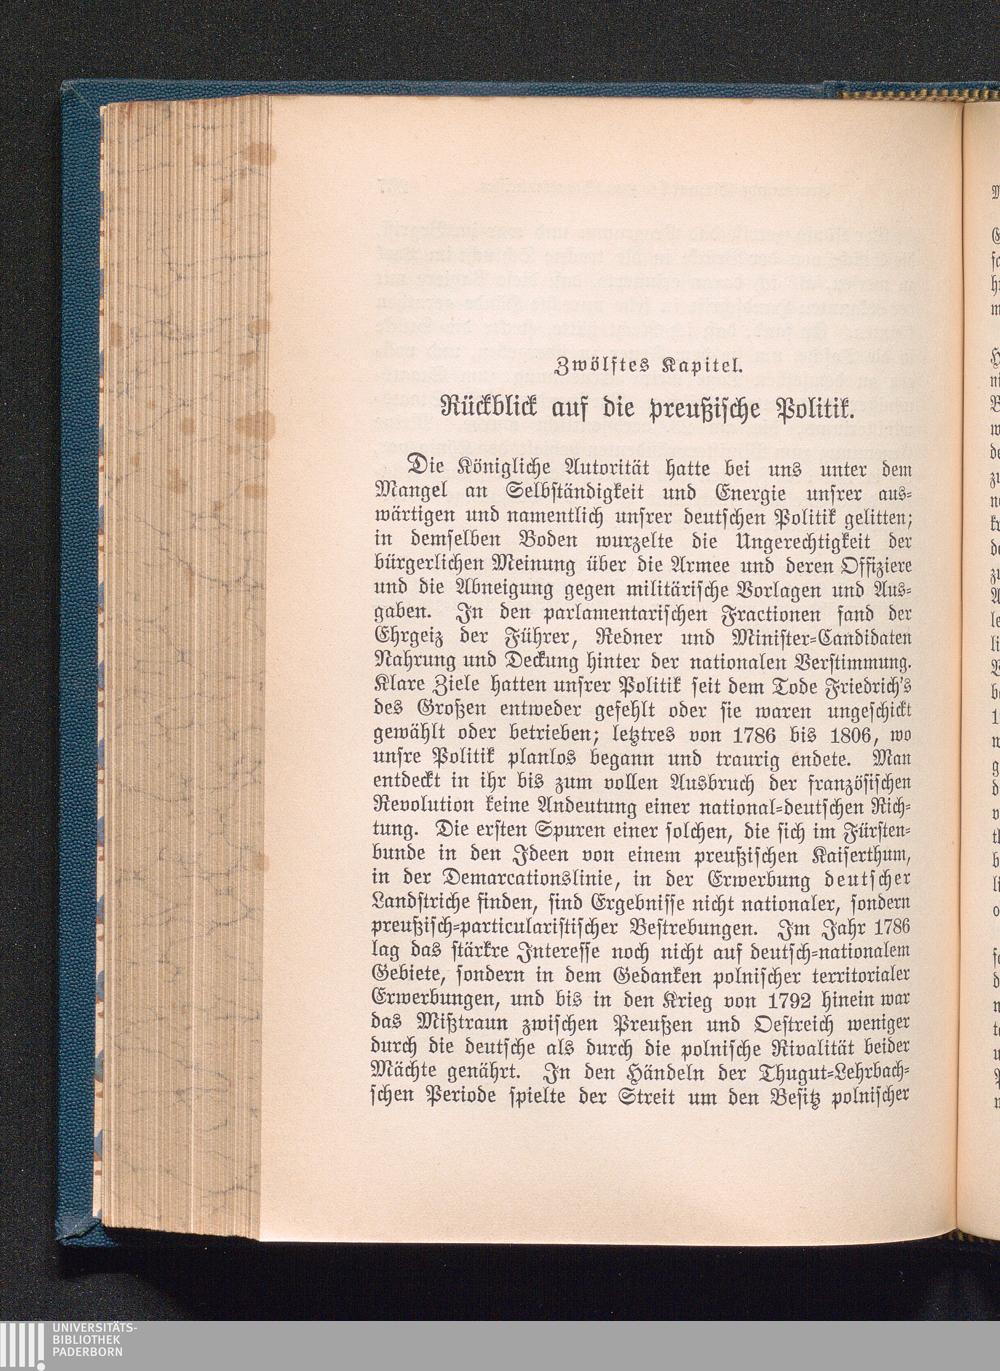 Zwölftes Kapitel.
Rückblick auf die preußische Politik.
Die Königliche Autorität hatte bei uns unter dem
Mangel an Selbständigkeit und Energie unsrer aus-
wärtigen und namentlich unsrer deutschen Politik gelitten;
in demselben Boden wurzelte die Ungerechtigkeit der
bürgerlichen Meinung über die Armee und deren Offiziere
und die Abneigung gegen militärische Vorlagen und Aus-
gaben. In den parlamentarischen Fractionen fand der
Ehrgeiz der Führer, Redner und Minister-Candidaten
Nahrung und Deckung hinter der nationalen Verstimmung.
Klare Ziele hatten unsrer Politik seit dem Tode Friedrich's
des Großen entweder gefehlt oder sie waren ungeschickt
gewählt oder betrieben; letztres von 1786 bis 1806, wo
unsre Politik planlos begann und traurig endete. Man
entdeckt in ihr bis zum vollen Ausbruch der französischen
Revolution keine Andeutung einer national-deutschen Rich-
tung. Die ersten Spuren einer solchen, die sich im Fürsten-
bunde in den Ideen von einem preußischen Kaiserthum,
in der Demarcationslinie, in der Erwerbung deutscher
Landstriche finden, sind Ergebnisse nicht nationaler, sondern
preußisch-particularistischer Bestrebungen. Im Jahr 1786
lag das stärkre Interesse noch nicht auf deutsch-nationalem
Gebiete, sondern in dem Gedanken polnischer territorialer
Erwerbungen, und bis in den Krieg von 1792 hinein war
das Mißtraun zwischen Preußen und Oestreich weniger
durch die deutsche als durch die polnische Rivalität beider
Mächte genährt. In den Händeln der Thugut-Lehrbach-
schen Periode spielte der Streit um den Besitz polnischer
UNIVERSITÄTS-
BIBLIOTHEK
PADERBORN